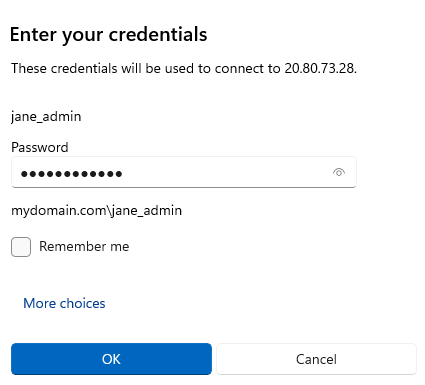 Enter your credentials
These credentials will be used to connect to 20.80.73.28.
jane_admin
Password
●●●●●●●●●●●●
mydomain.com\jane_admin
Remember me
More choices
OK
Cancel